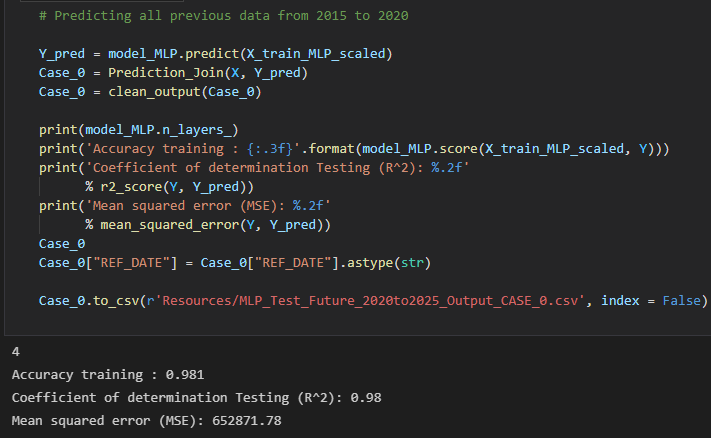 # Predicting all previous data from 2015 to 2020
Y_pred = model_MLP.predict(X_train_MLP_scaled)
Case_0 = Prediction_Join(X, Y_pred)
Case_0 = clean_output(Case_0)
print(model_MLP.n_layers_)
print('Accuracy training : {:.3f}'.format(model_MLP.score(X_train_MLP_scaled, Y)))
print('Coefficient of determination Testing (R^2): %.2f'
% r2_score(Y, Y_pred))
print('Mean squared error (MSE): %.2f'
% mean_squared_error(Y, Y_pred))
Case_0
Case_0["REF_DATE"] = Case_0["REF_DATE"].astype(str)
Case_0.to_csv(r'Resources/MLP_Test_Future_2020to2025_Output_CASE_0.csv', index = False)
4
Accuracy training : 0.981
Coefficient of determination Testing (R^2): 0.98
Mean squared error (MSE): 652871.78